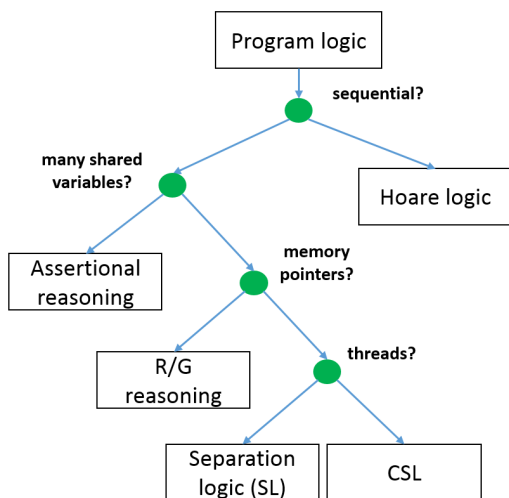 Program logic
sequential?
many shared
variables?
Hoare logic
Assertional
reasoning
memory
pointers?
R/G
reasoning
threads?
Separation
logic (SL)
CSL